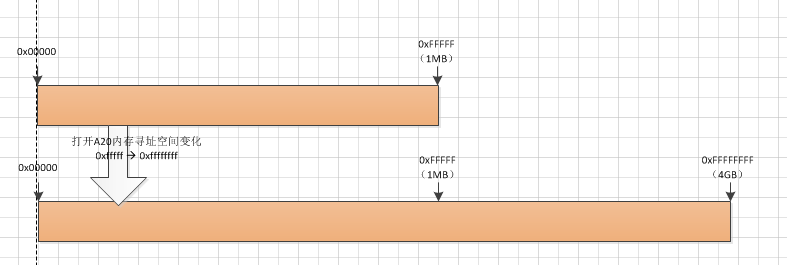 0x00000
0xFFFFF
（1MB）
打开A20内存寻址空间变化
0xfffff → 0xffffffff
0x00000
0xFFFFF
（1MB）
0xFFFFFFFF
（4GB）